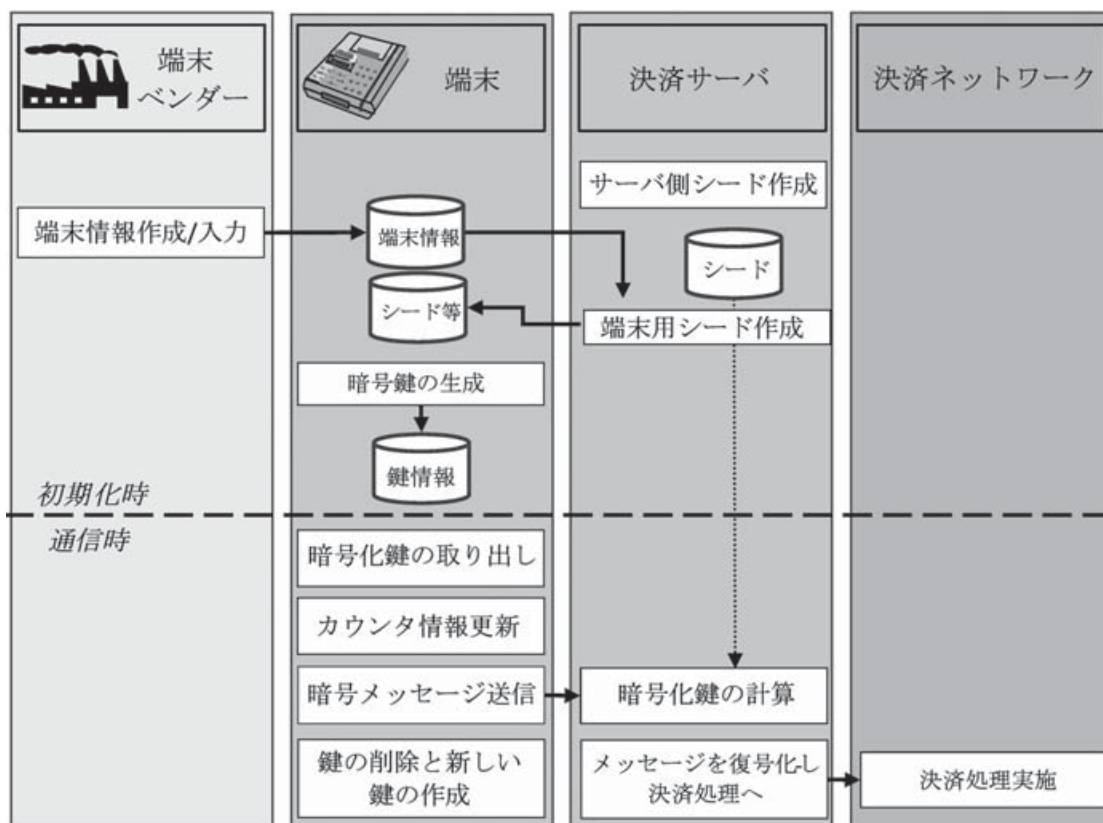 端末
ベンダー
端末
決済サーバ
決済ネットワーク
サーバ側シード作成
端末情報作成/入力
端末情報
シード
シード等
端末用シード作成
暗号鍵の生成
鍵情報
初期化時
通信時
暗号化鍵の取り出し
カウンタ情報更新
暗号メッセージ送信
暗号化鍵の計算
鍵の削除と新しい
鍵の作成
メッセージを復号化し
決済処理へ
決済処理実施